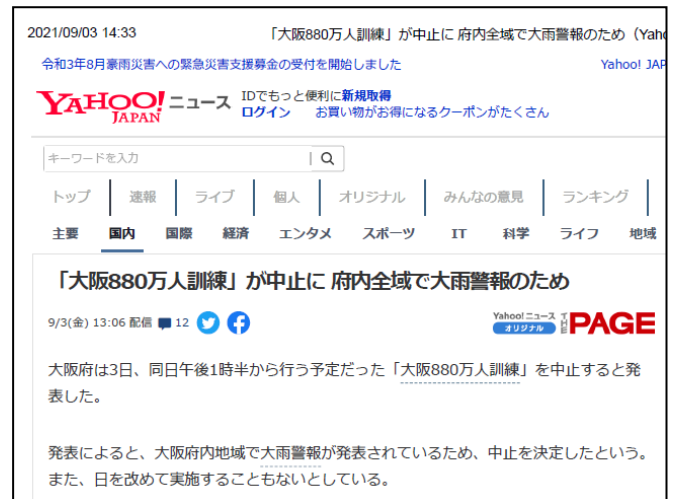 2021/09/03 14:33 「大阪880万人訓練」が中止に 府内全域で大雨警報のため（Yaho
令和3年8月豪雨災害への緊急災害支援募金の受付を開始しました Yahoo! JAP
YAHOO! JAPAN ニュース IDでもっと便利に新規取得
ログイン お買い物がお得になるクーポンがたくさん
キーワードを入力
トップ 速報 ライブ 個人 オリジナル みんなの意見 ランキング
主要 国内 国際 経済 エンタメ スポーツ IT 科学 ライフ 地域
「大阪880万人訓練」が中止に 府内全域で大雨警報のため
9/3(金) 13:06 配信 12 Yahoo!ニュース オリジナル THE PAGE
大阪府は3日、同日午後1時半から行う予定だった「大阪880万人訓練」を中止すると発
表した。
発表によると、大阪府内地域で大雨警報が発表されているため、中止を決定したという。
また、日を改めて実施することもないとしている。